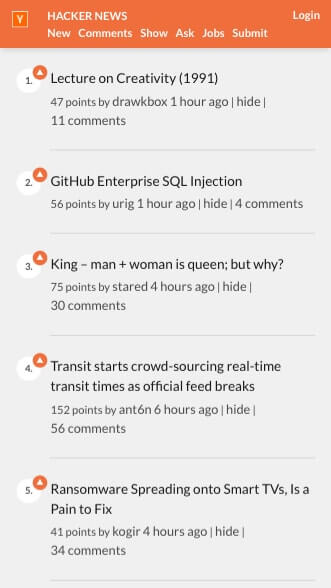 Y HACKER NEWS Login
New Comments Show Ask Jobs Submit
1. Lecture on Creativity (1991)
47 points by drawkbox 1 hour ago | hide |
11 comments
2. GitHub Enterprise SQL Injection
56 points by urig 1 hour ago | hide | 4 comments
3. King – man + woman is queen; but why?
75 points by stared 4 hours ago | hide |
30 comments
4. Transit starts crowd-sourcing real-time
transit times as official feed breaks
152 points by ant6n 6 hours ago | hide |
56 comments
5. Ransomware Spreading onto Smart TVs, Is a
Pain to Fix
41 points by kogir 4 hours ago | hide |
34 comments